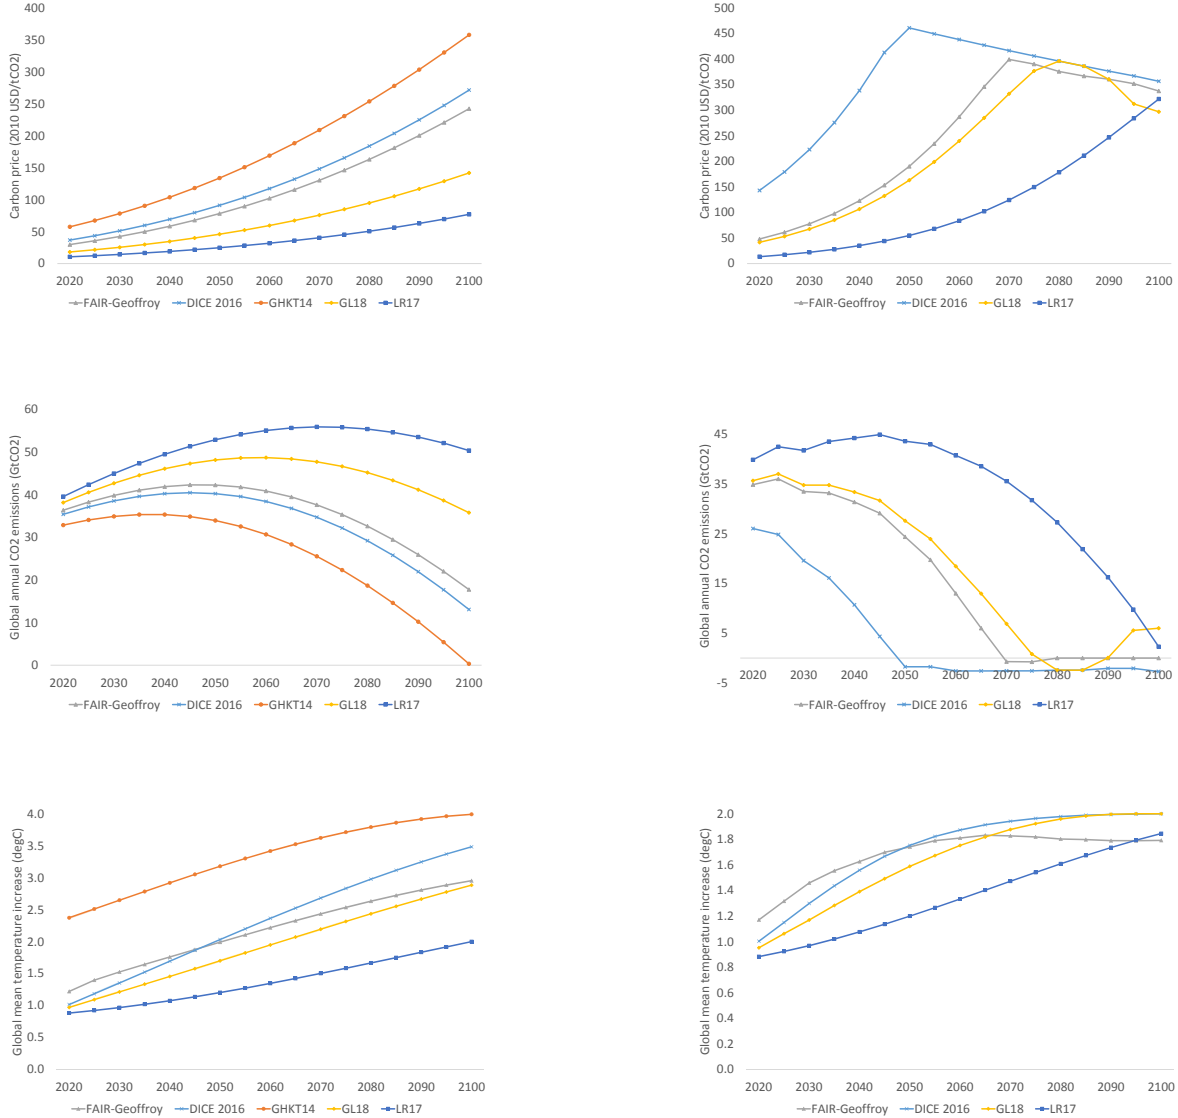 Carbon price (2010 USD/tCO2)
400
350
300
250
200
150
100
50
0
2020 2030 2040 2050 2060 2070 2080 2090 2100
FAIR-Geoffroy DICE 2016 GHKT14 GL18 LR17
Carbon price (2010 USD/tCO2)
500
450
400
350
300
250
200
150
100
50
0
2020 2030 2040 2050 2060 2070 2080 2090 2100
FAIR-Geoffroy DICE 2016 GL18 LR17
Global annual CO2 emissions (GtCO2)
60
50
40
30
20
10
0
2020 2030 2040 2050 2060 2070 2080 2090 2100
FAIR-Geoffroy DICE 2016 GHKT14 GL18 LR17
Global annual CO2 emissions (GtCO2)
45
35
25
15
5
-5
2020 2030 2040 2050 2060 2070 2080 2090 2100
FAIR-Geoffroy DICE 2016 GL18 LR17
Global mean temperature increase (degC)
4.0
3.5
3.0
2.5
2.0
1.5
1.0
0.5
0.0
2020 2030 2040 2050 2060 2070 2080 2090 2100
FAIR-Geoffroy DICE 2016 GHKT14 GL18 LR17
Global mean temperature increase (degC)
2.0
1.8
1.6
1.4
1.2
1.0
0.8
0.6
0.4
0.2
0.0
2020 2030 2040 2050 2060 2070 2080 2090 2100
FAIR-Geoffroy DICE 2016 GL18 LR17